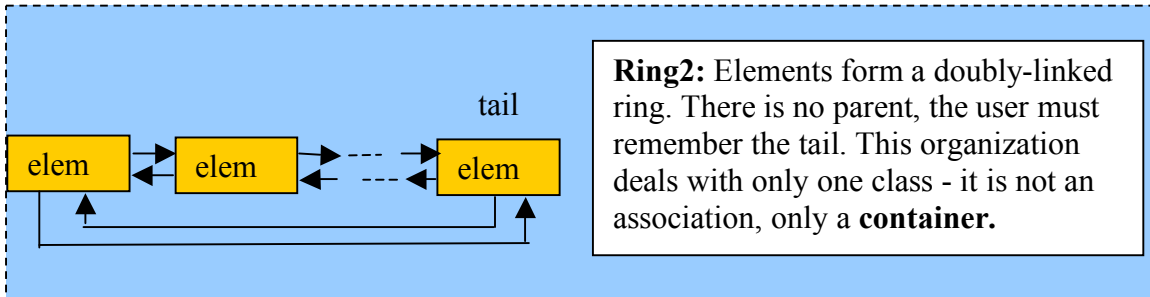 tail
elem
elem
elem
Ring2: Elements form a doubly-linked
ring. There is no parent, the user must
remember the tail. This organization
deals with only one class - it is not an
association, only a container.